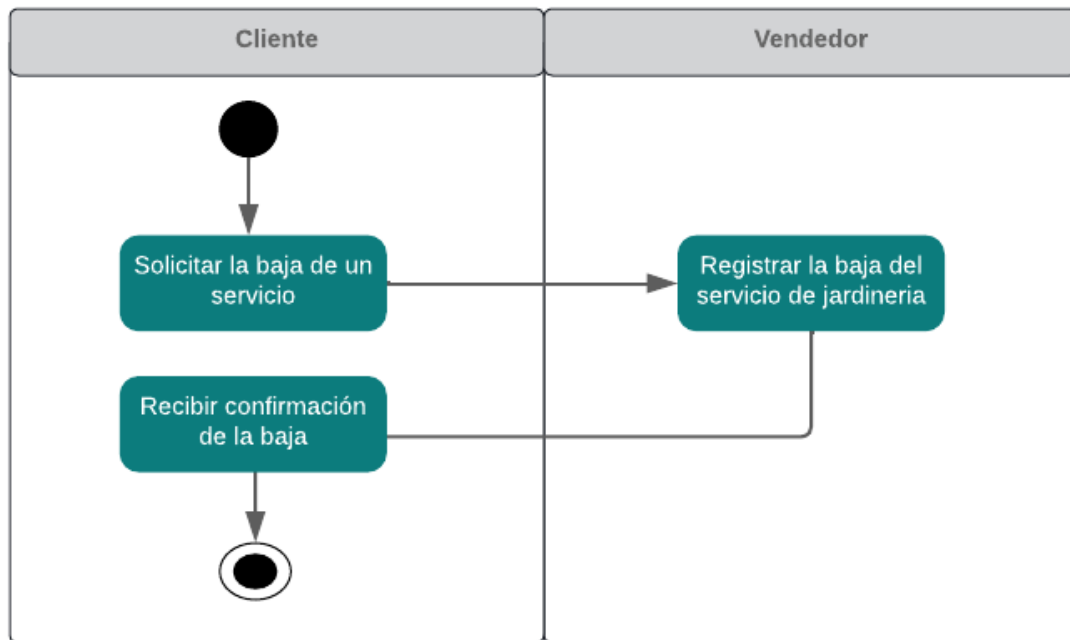 Cliente
Vendedor
Solicitar la baja de un
servicio
Registrar la baja del
servicio de jardineria
Recibir confirmación
de la baja